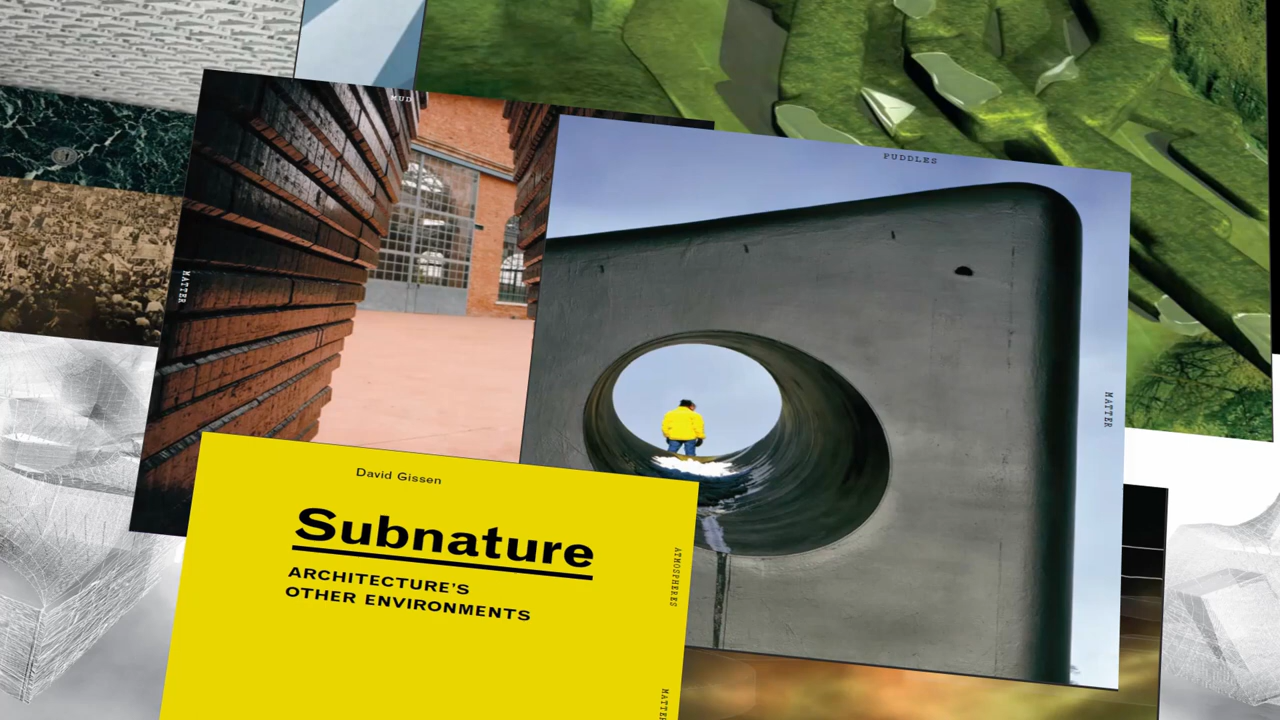 MUD
PUDDLES
MATTER
MATTER
David Gissen
Subnature
ARCHITECTURE'S
OTHER ENVIRONMENTS
ATMOSPHERES
MATTER